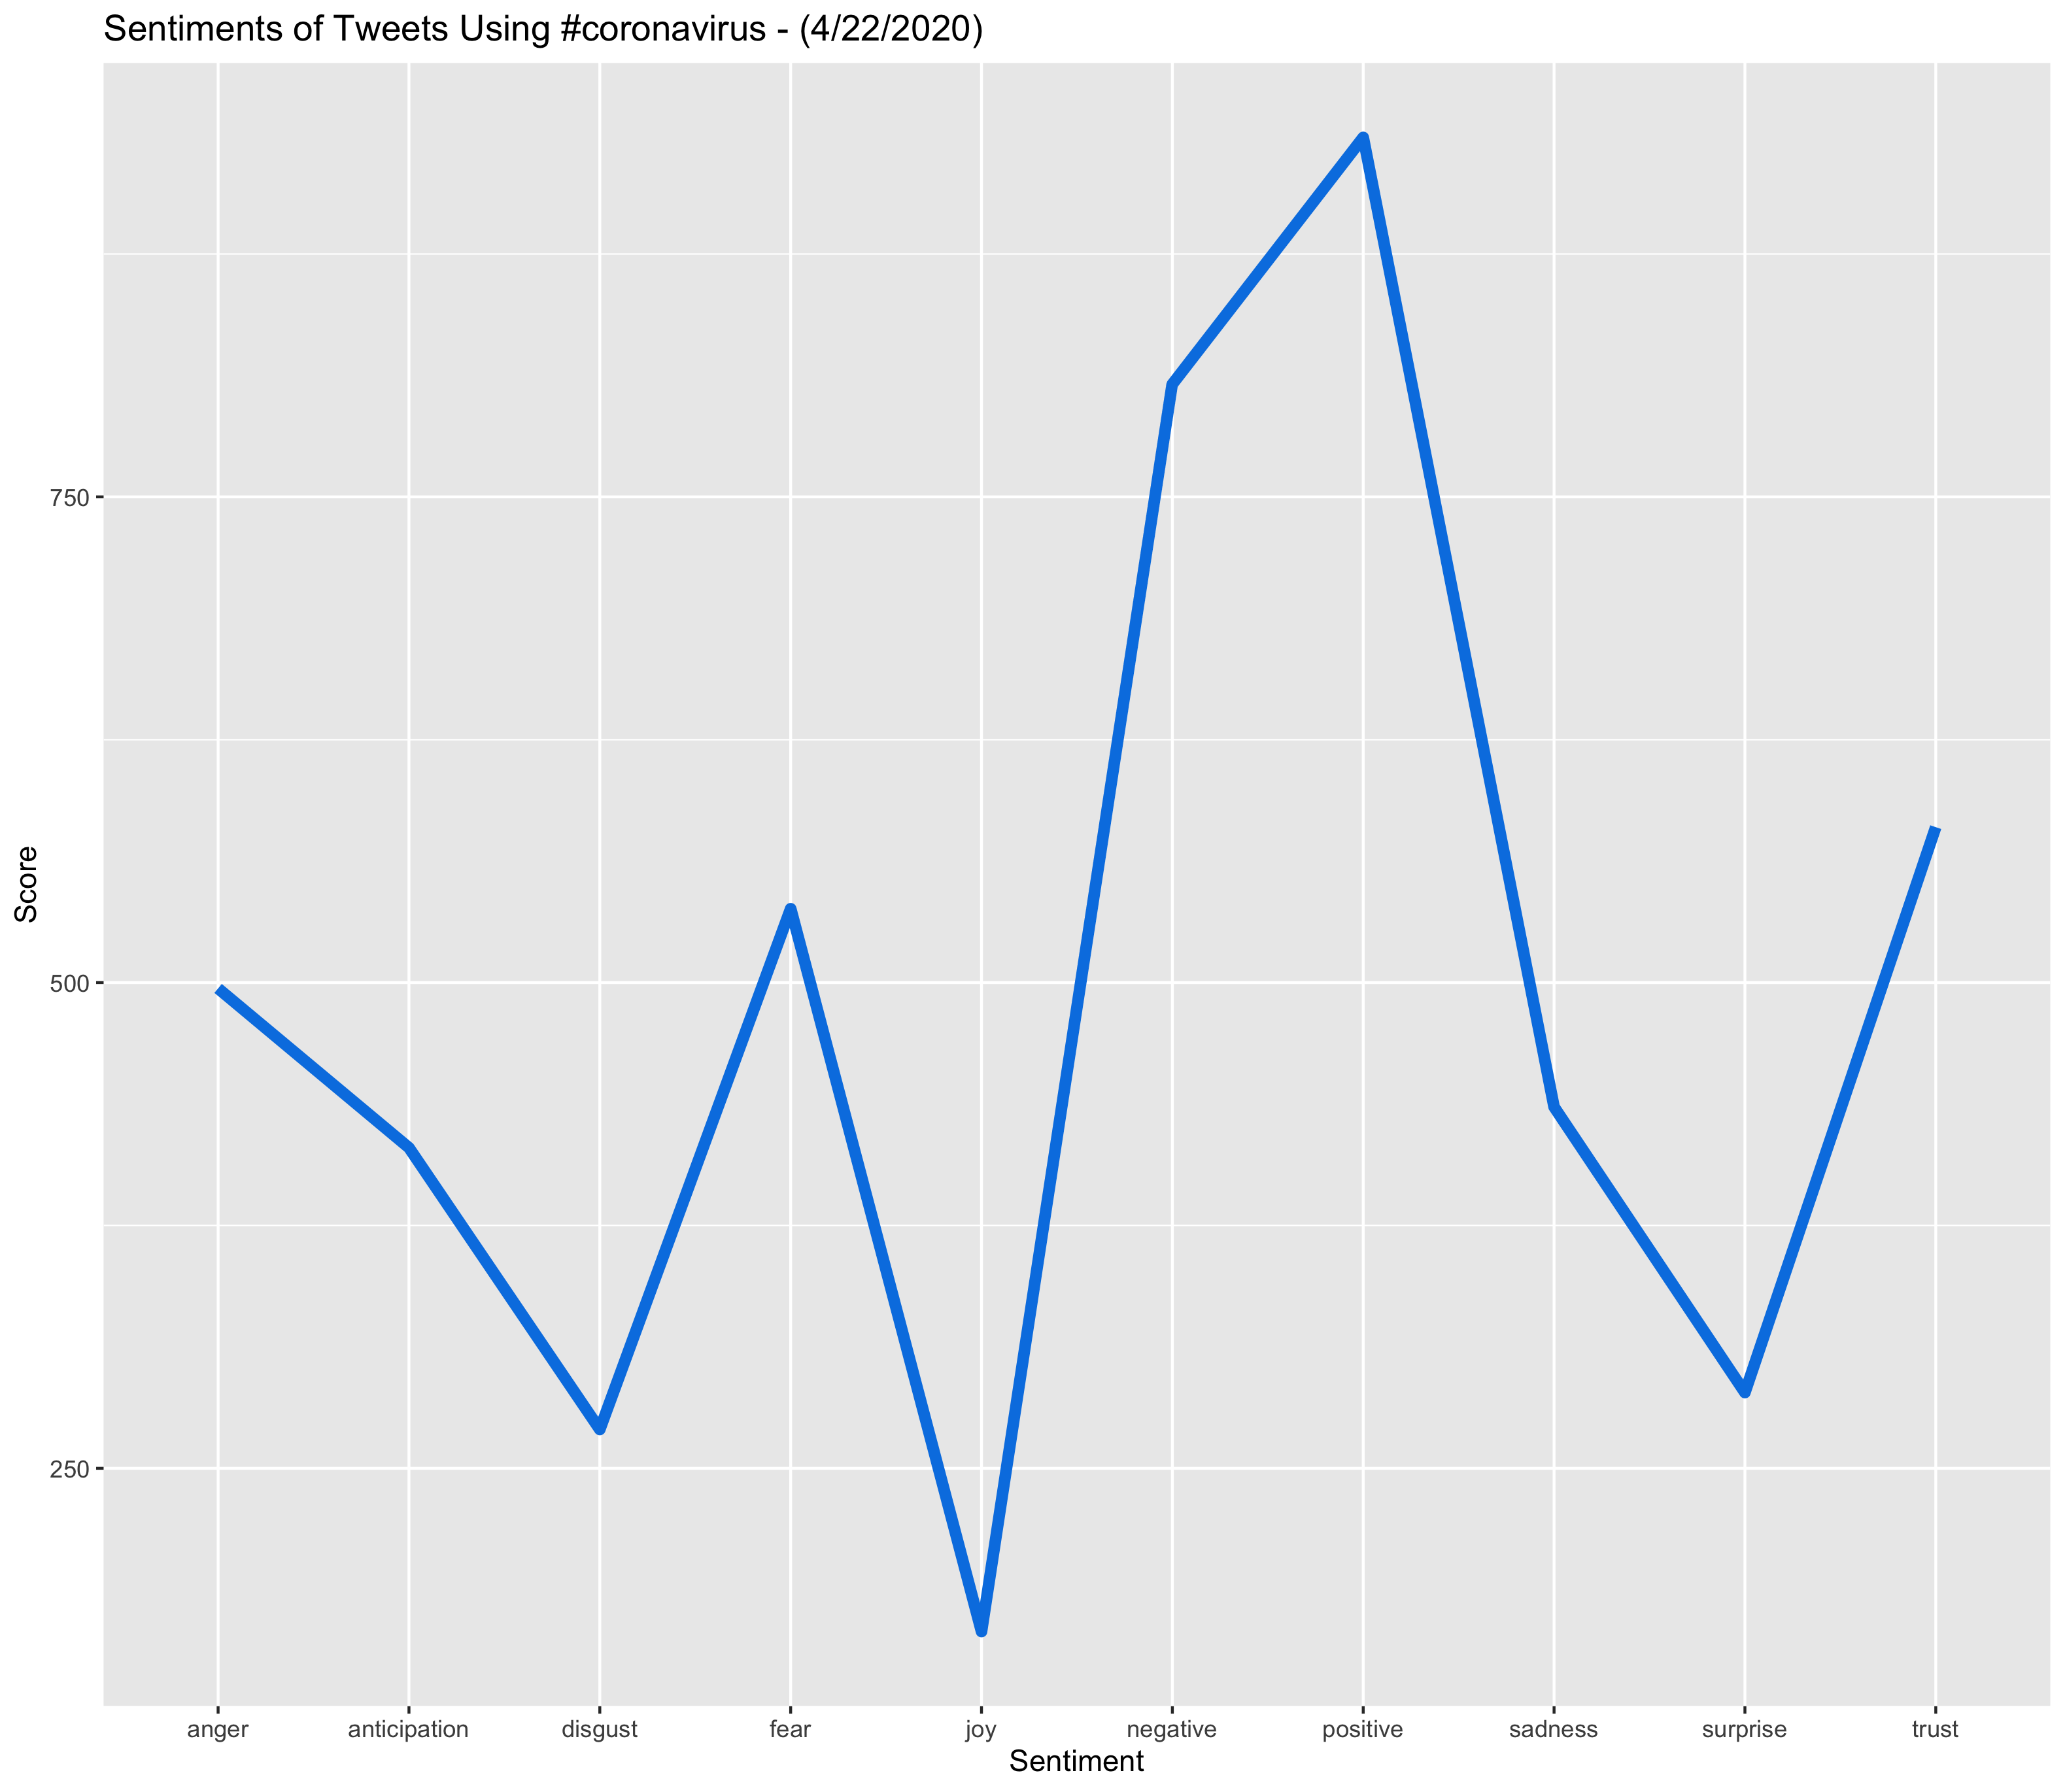 Sentiments of Tweets Using #coronavirus - (4/22/2020)
Score
750
500
250
anger anticipation disgust fear joy negative positive sadness surprise trust
Sentiment